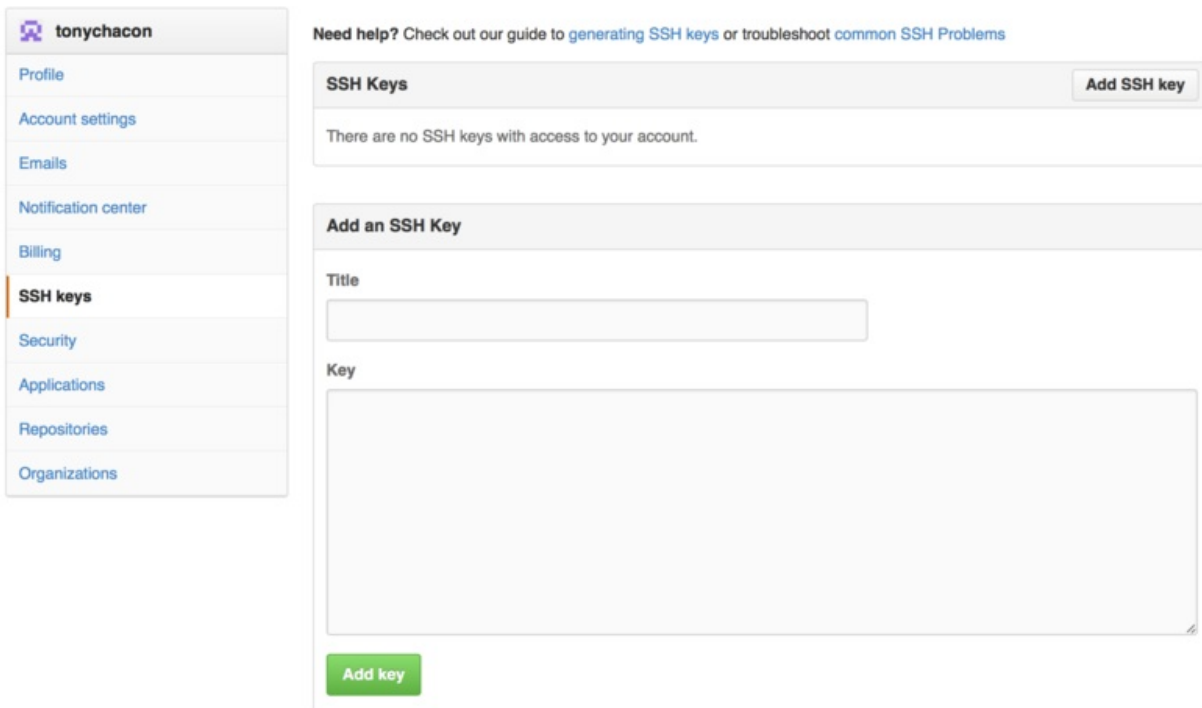 tonychacon
Profile
Account settings
Emails
Notification center
Billing
SSH keys
Security
Applications
Repositories
Organizations
Need help? Check out our guide to generating SSH keys or troubleshoot common SSH Problems
SSH Keys
Add SSH key
There are no SSH keys with access to your account.
Add an SSH Key
Title
Key
Add key